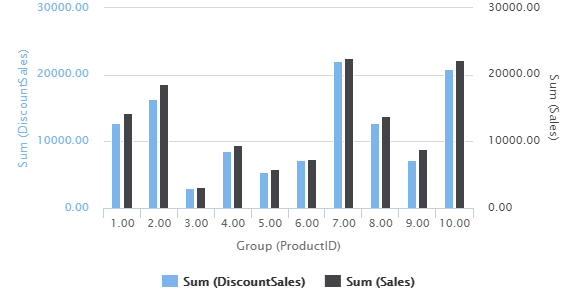 30000.00
20000.00
10000.00
0.00
Sum (DiscountSales)
30000.00
20000.00
10000.00
0.00
Sum (Sales)
1.00 2.00 3.00 4.00 5.00 6.00 7.00 8.00 9.00 10.00
Group (ProductID)
Sum (DiscountSales) Sum (Sales)